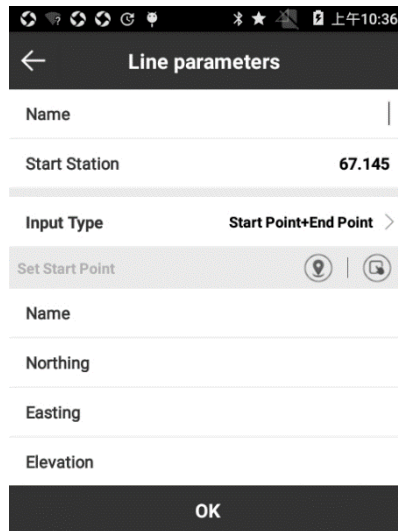 上午10:36
Line parameters
Name
Start Station 67.145
Input Type Start Point+End Point
Set Start Point
Name
Northing
Easting
Elevation
OK